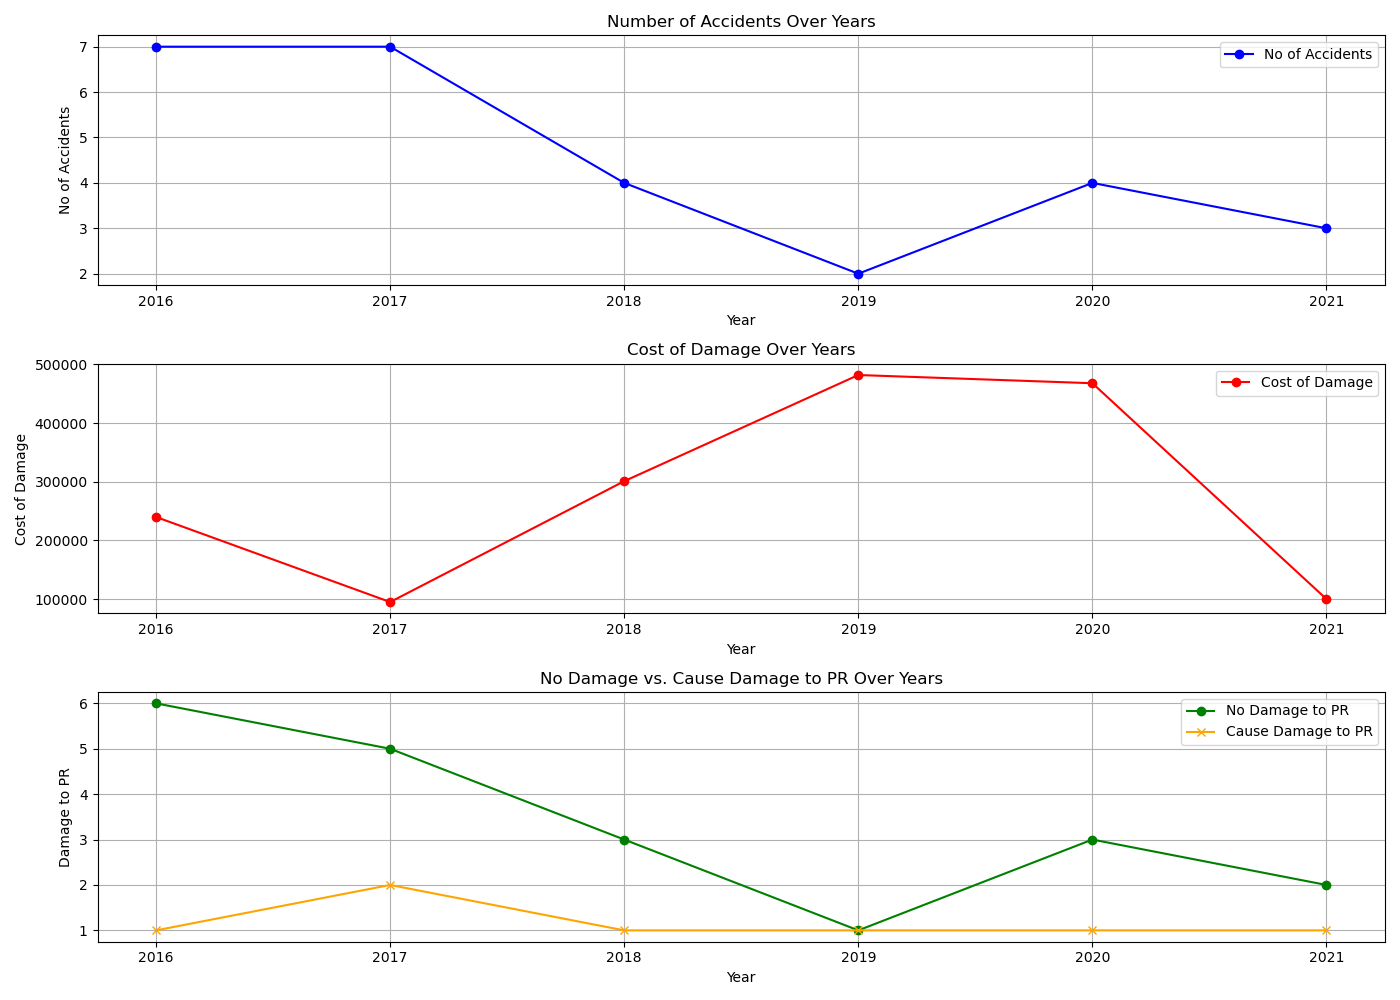 Number of Accidents Over Years
No of Accidents
7
6
5
4
3
2
No of Accidents
2016 2017 2018 2019 2020 2021
Year
Cost of Damage Over Years
Cost of Damage
500000
400000
300000
200000
100000
Cost of Damage
2016 2017 2018 2019 2020 2021
Year
No Damage vs. Cause Damage to PR Over Years
No Damage to PR
Cause Damage to PR
6
5
4
3
2
1
Damage to PR
2016 2017 2018 2019 2020 2021
Year